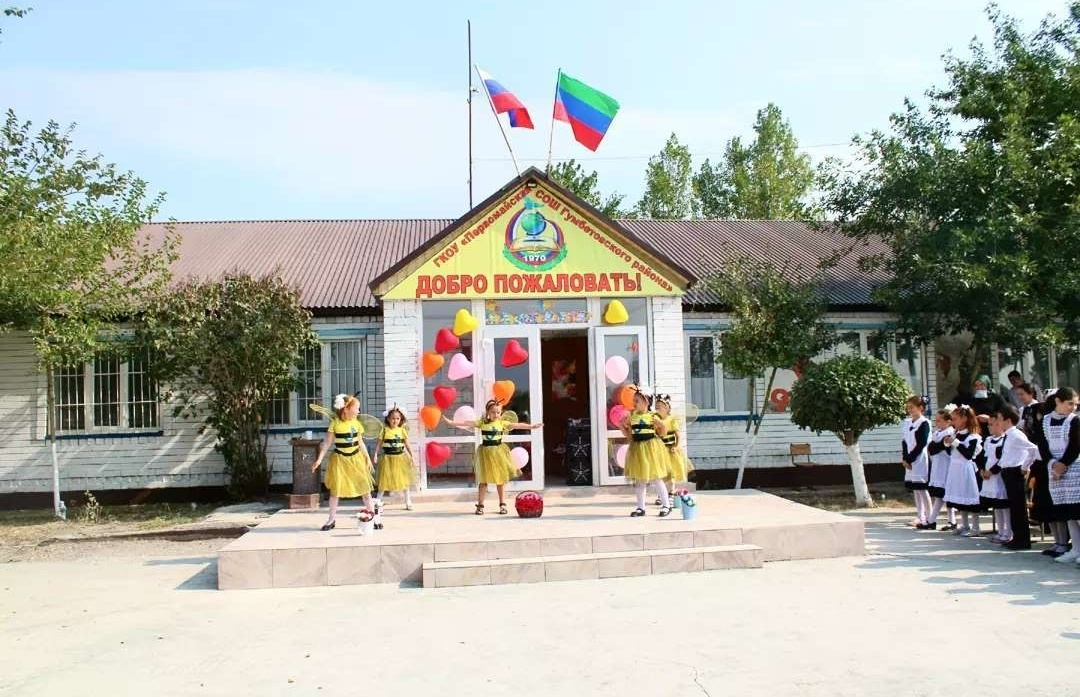 ГКОУ «Первомайская СОШ Гумбетовского района»
1970
ДОБРО ПОЖАЛОВАТЬ!